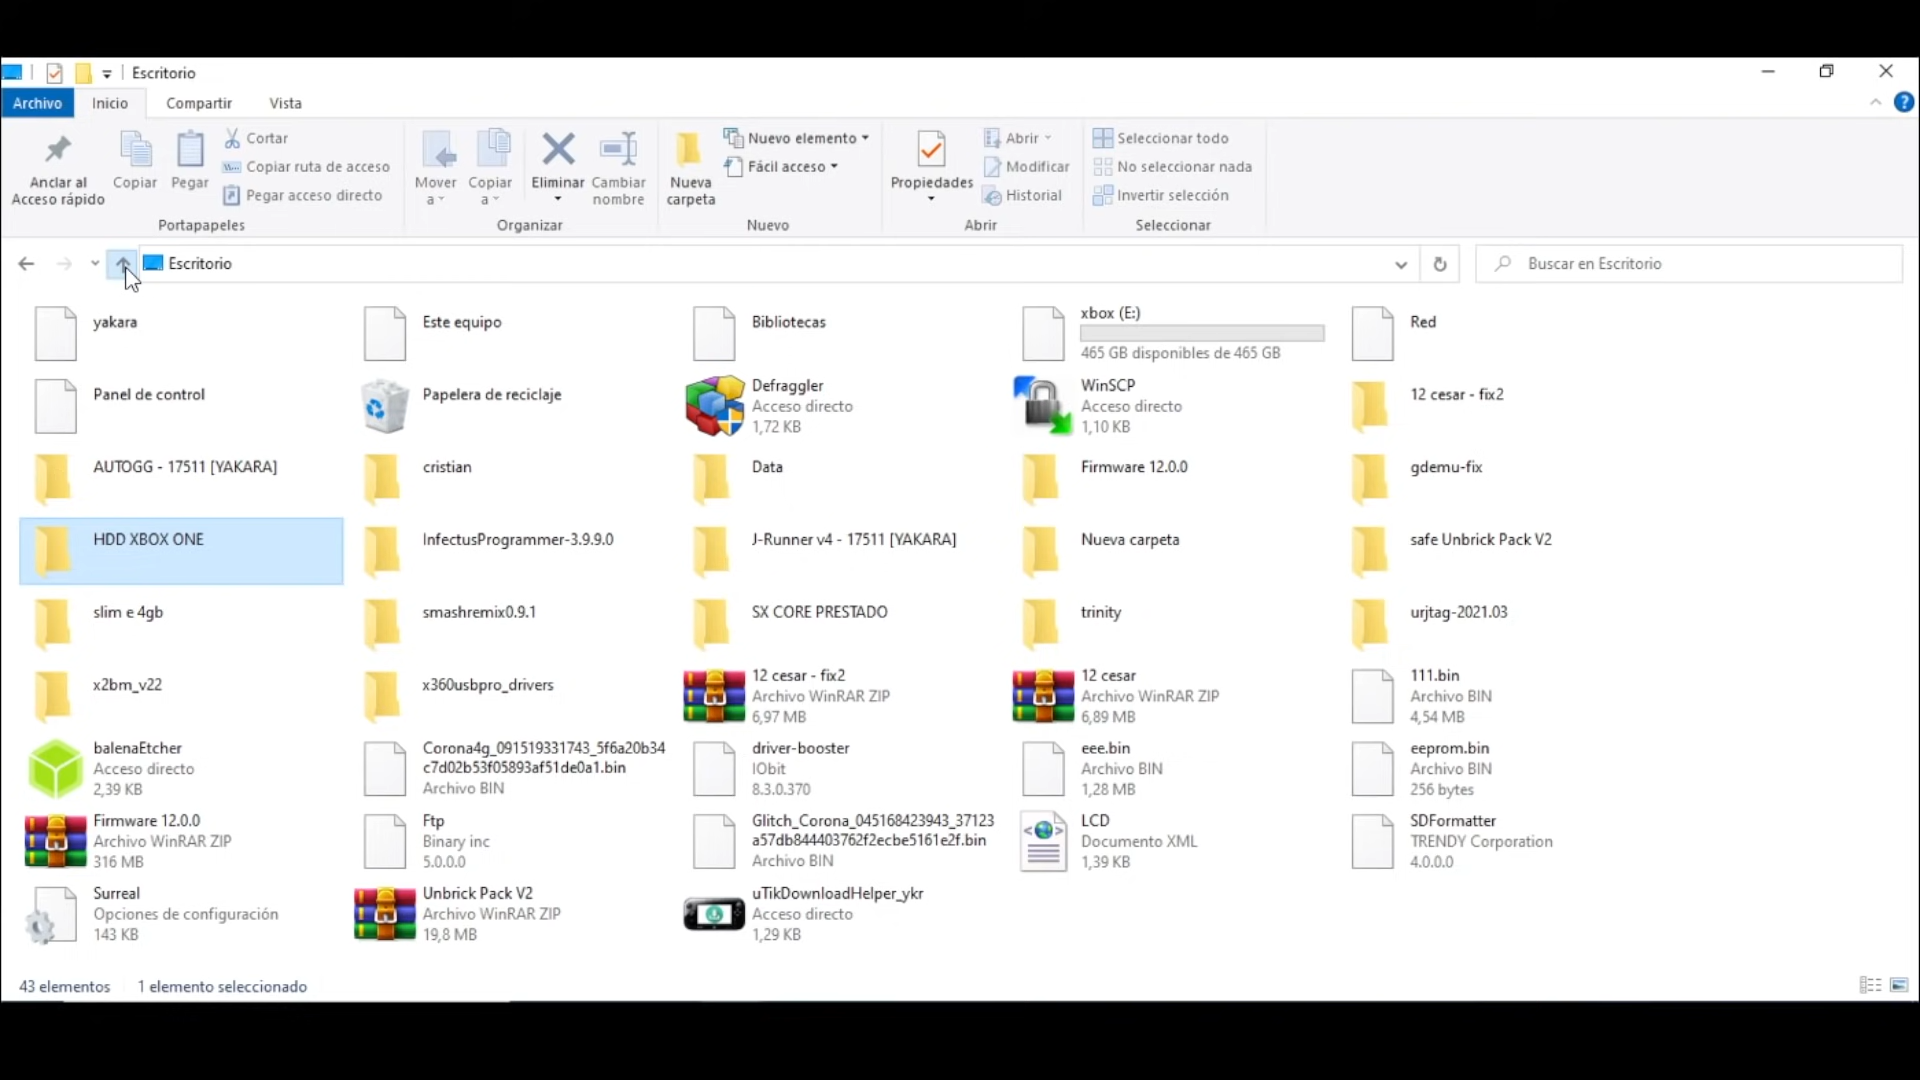 Escritorio
Archivo
Inicio
Compartir
Vista
Anclar al
Acceso rápido
Copiar
Pegar
Cortar
Copiar ruta de acceso
Pegar acceso directo
Portapapeles
Mover
a
Copiar
a
Eliminar
Cambiar
nombre
Organizar
Nueva
carpeta
Nuevo elemento
Fácil acceso
Nuevo
Propiedades
Abrir
Modificar
Historial
Abrir
Seleccionar todo
No seleccionar nada
Invertir selección
Seleccionar
Escritorio
Buscar en Escritorio
yakara
Este equipo
Bibliotecas
xbox (E:)
465 GB disponibles de 465 GB
Red
Panel de control
Papelera de reciclaje
Defraggler
Acceso directo
1,72 KB
WinSCP
Acceso directo
1,10 KB
12 cesar - fix2
AUTOGG - 17511 [YAKARA]
cristian
Data
Firmware 12.0.0
gdemu-fix
HDD XBOX ONE
InfectusProgrammer-3.9.9.0
J-Runner v4 - 17511 [YAKARA]
Nueva carpeta
safe Unbrick Pack V2
slim e 4gb
smashremix0.9.1
SX CORE PRESTADO
trinity
urjtag-2021.03
x2bm_v22
x360usbpro_drivers
12 cesar - fix2
Archivo WinRAR ZIP
6,97 MB
12 cesar
Archivo WinRAR ZIP
6,89 MB
111.bin
Archivo BIN
4,54 MB
balenaEtcher
Acceso directo
2,39 KB
Corona4g_091519331743_5f6a20b34
c7d02b53f05893af51de0a1.bin
Archivo BIN
driver-booster
IObit
8.3.0.370
eee.bin
Archivo BIN
1,28 MB
eeprom.bin
Archivo BIN
256 bytes
Firmware 12.0.0
Archivo WinRAR ZIP
316 MB
Ftp
Binary inc
5.0.0.0
Glitch_Corona_045168423943_37123
a57db844403762f2ecbe5161e2f.bin
Archivo BIN
LCD
Documento XML
1,39 KB
SDFormatter
TRENDY Corporation
4.0.0.0
Surreal
Opciones de configuración
143 KB
Unbrick Pack V2
Archivo WinRAR ZIP
19,8 MB
uTikDownloadHelper_ykr
Acceso directo
1,29 KB
43 elementos
1 elemento seleccionado